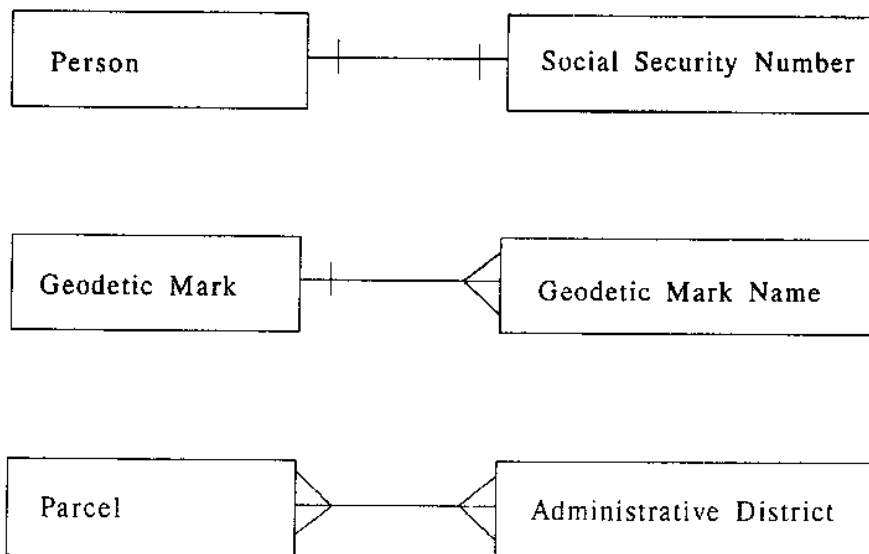 Person
Social Security Number
Geodetic Mark
Geodetic Mark Name
Parcel
Administrative District